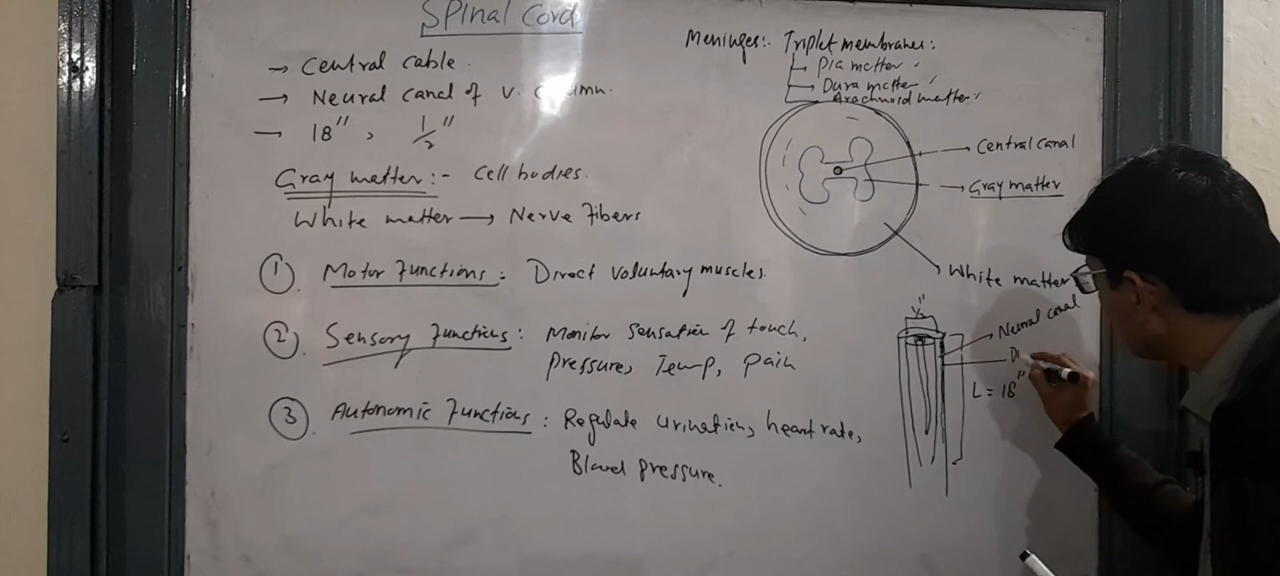 Spinal Cord
→ Central cable.
→ Neural canal of V.
→ 18", 1/2"
Gray matter:- Cell bodies.
White matter → Nerve Fibers
① Motor Functions: Direct voluntary muscles.
② Sensory Functions: Monitor Sensation of touch,
Pressure, Temp, Pain
③ Autonomic Functions: Regulate urination, heart rate,
Blood pressure.
Meninges:. Triplet membranes:
Pia matter
Dura matter
Arachnoid matter
Central canal
Gray matter
White matter
Neural canal
L = 18"